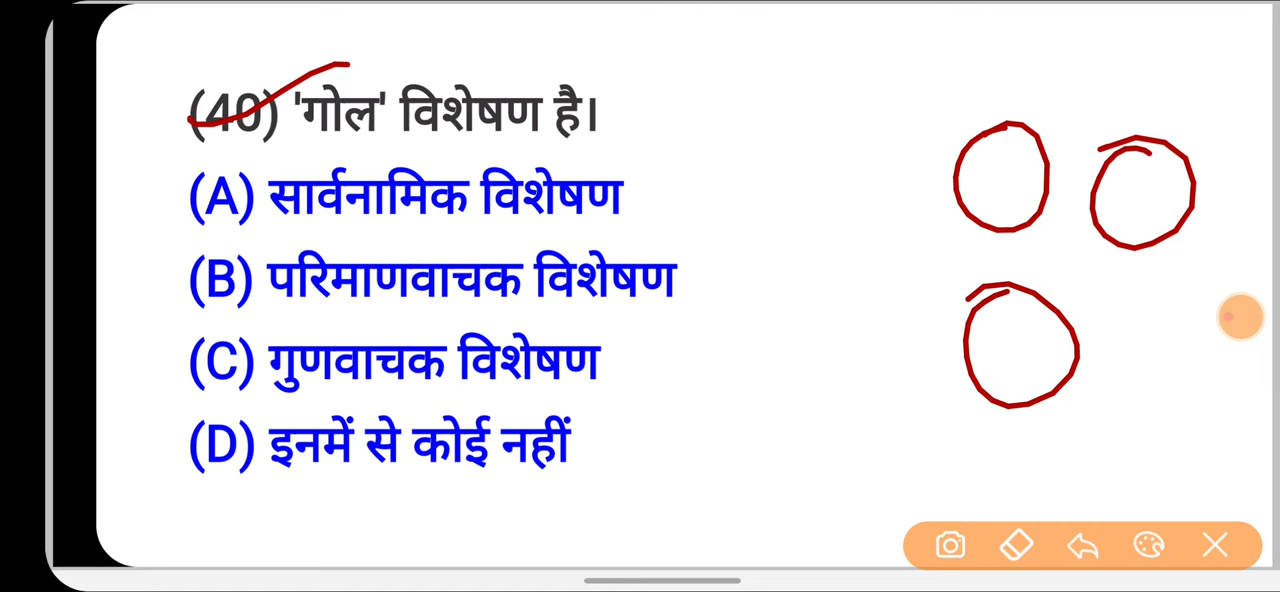 (40) 'गोल' विशेषण है।
(A) सार्वनामिक विशेषण
(B) परिमाणवाचक विशेषण
(C) गुणवाचक विशेषण
(D) इनमें से कोई नहीं